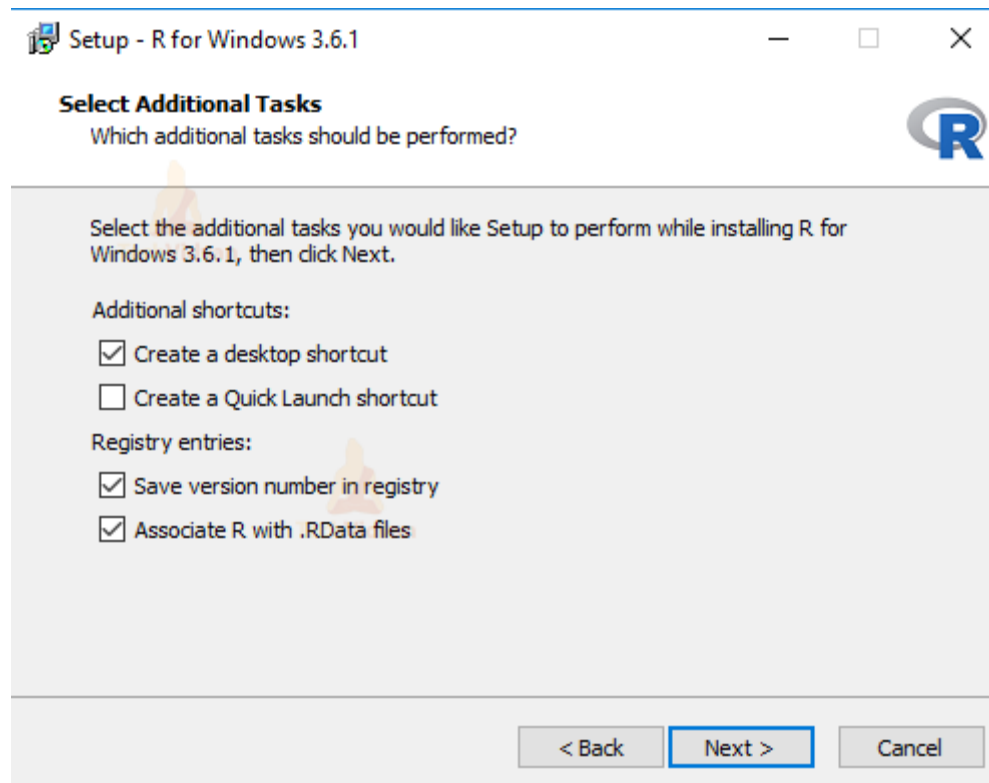 Setup - R for Windows 3.6.1
Select Additional Tasks
Which additional tasks should be performed?
R
Select the additional tasks you would like Setup to perform while installing R for
Windows 3.6.1, then click Next.
Additional shortcuts:
Create a desktop shortcut
Create a Quick Launch shortcut
Registry entries:
Save version number in registry
Associate R with .RData files
< Back
Next >
Cancel